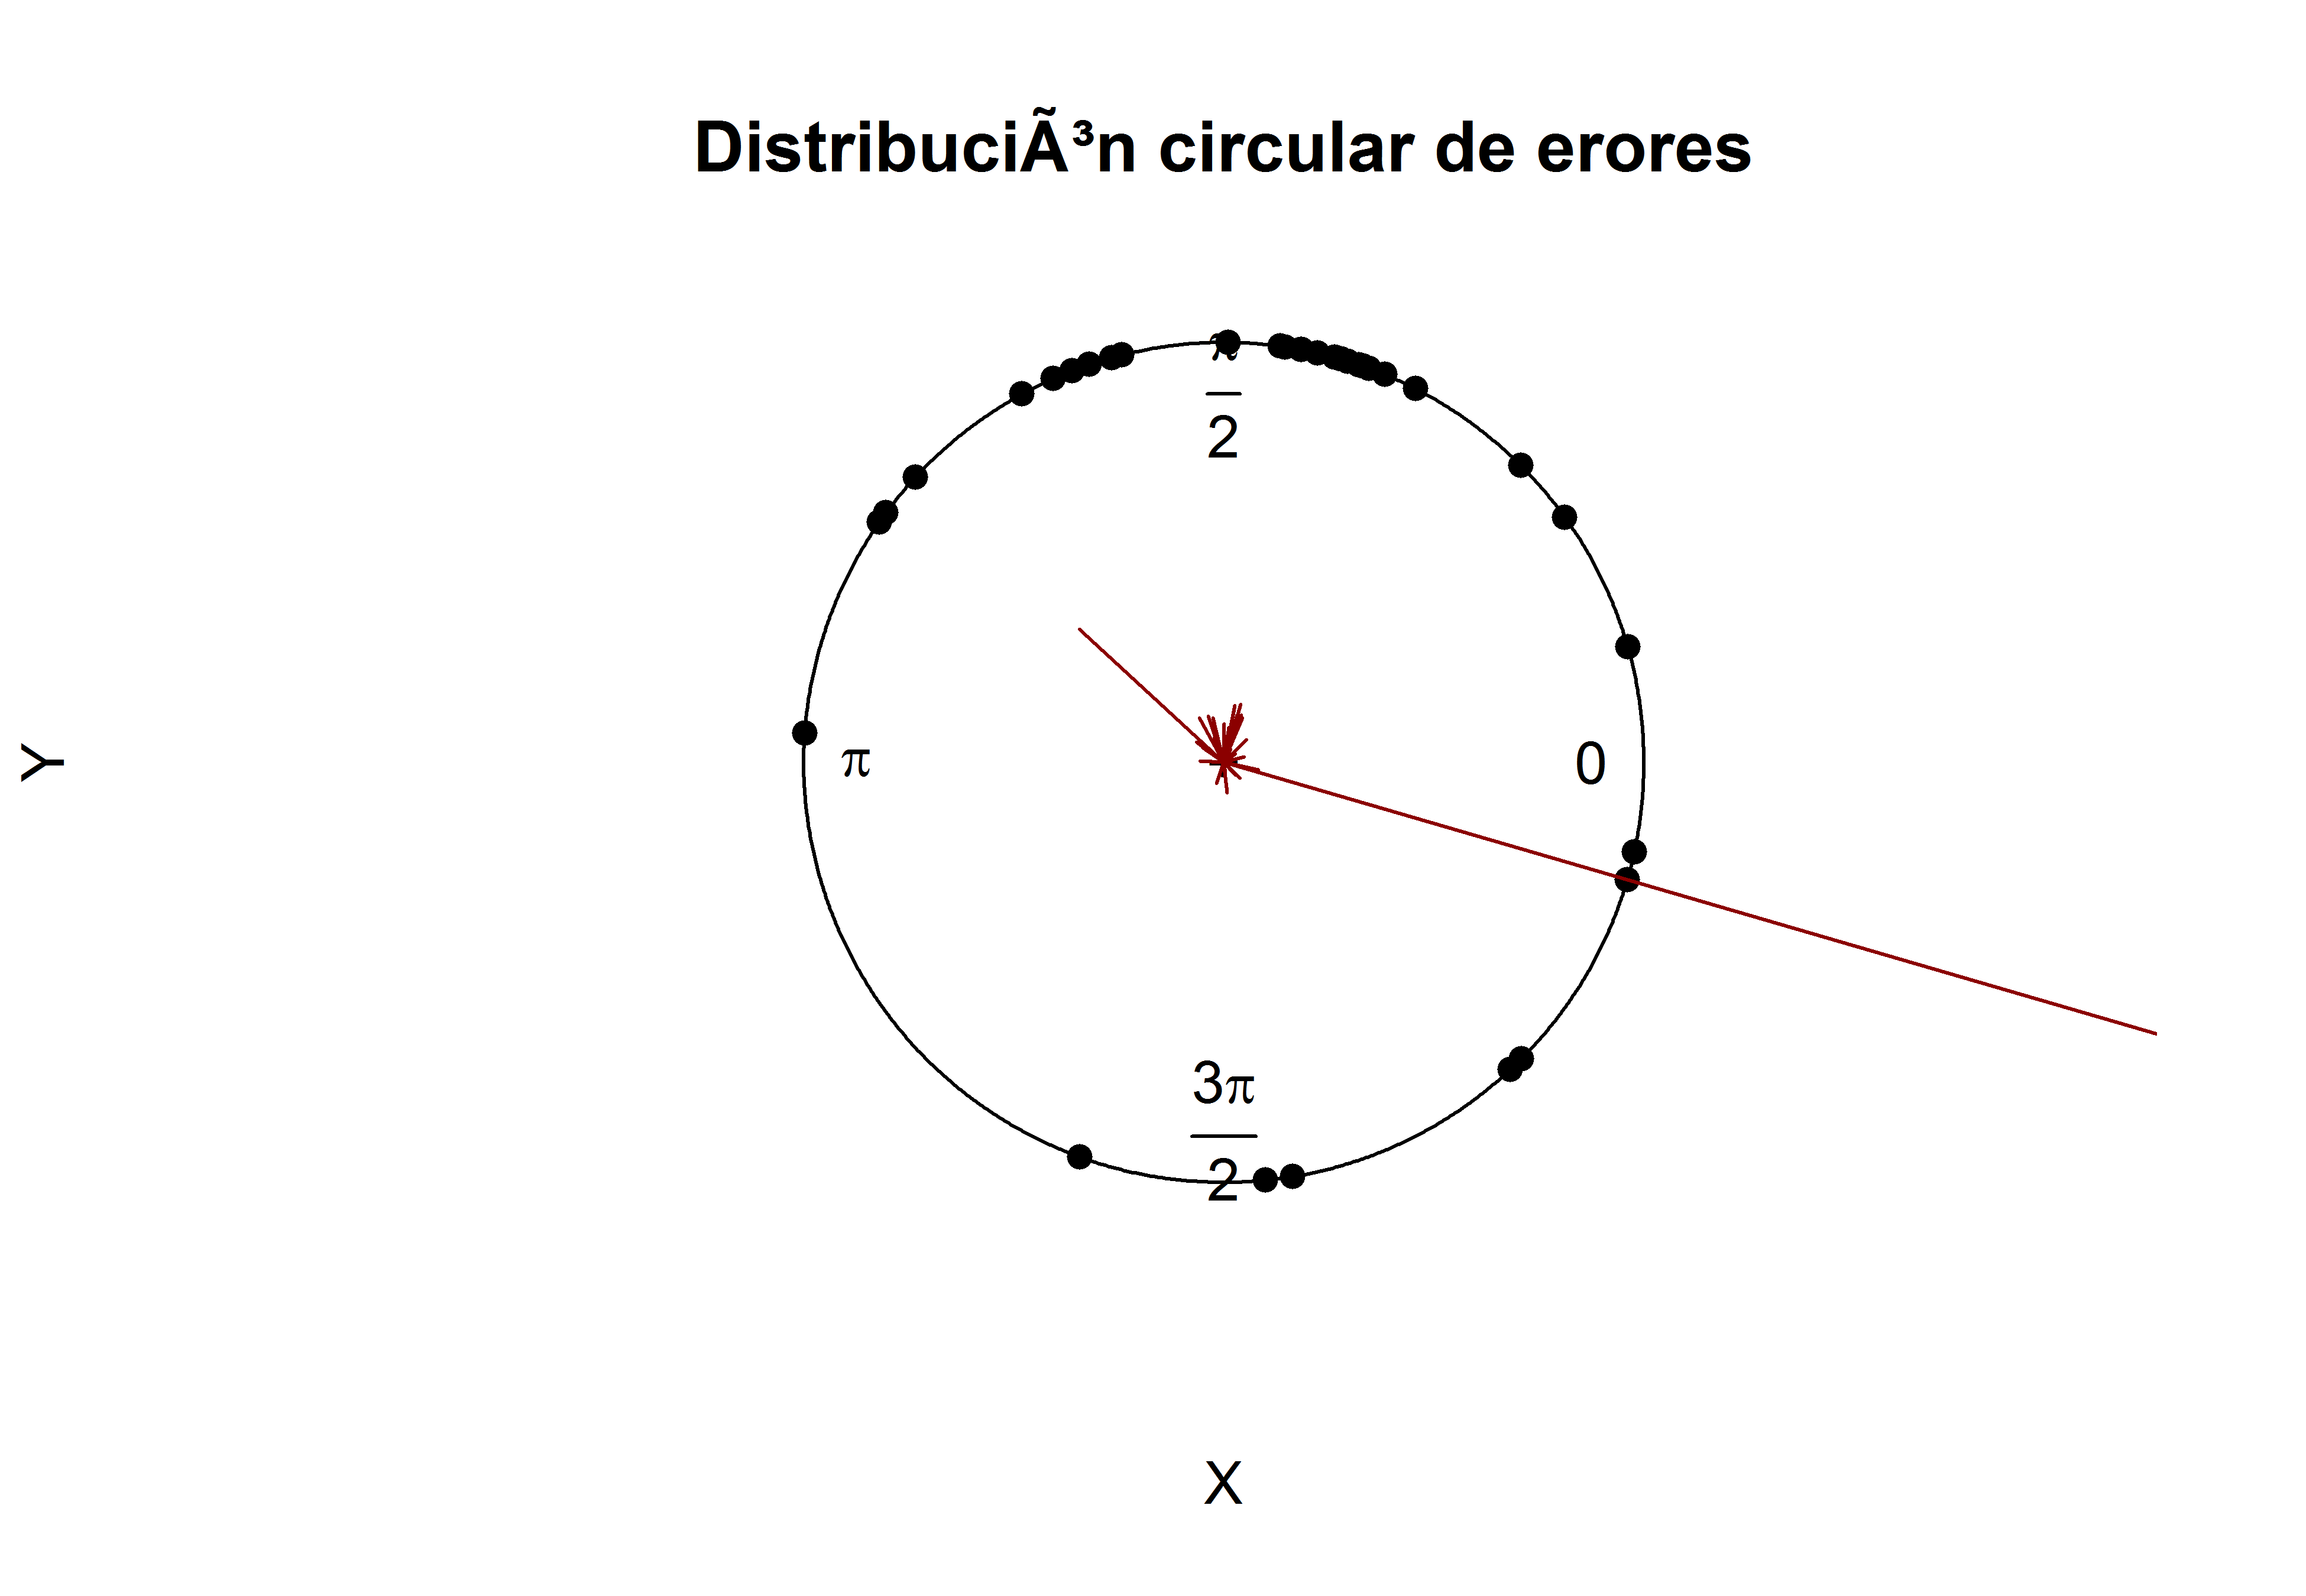 DistribuciÃ³n circular de erores
π
2
Y
π
0
3π
2
X